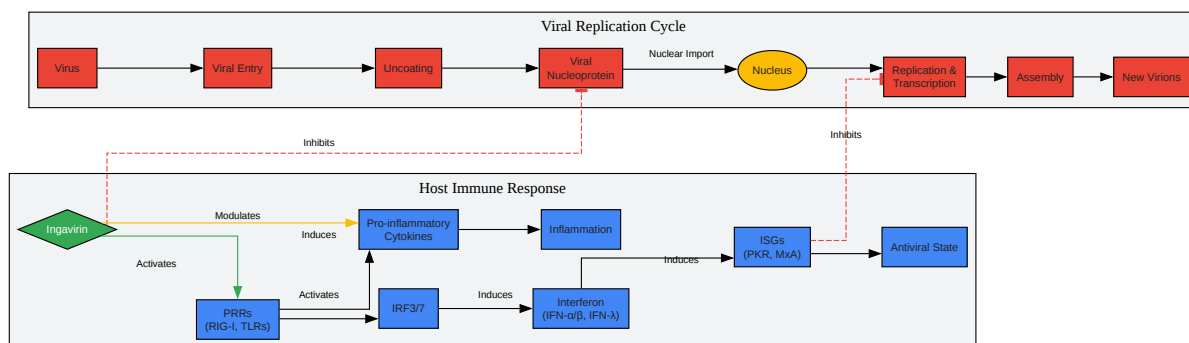 Viral Replication Cycle
Virus
Viral Entry
Uncoating
Viral
Nucleoprotein
Nuclear Import
Nucleus
Replication &
Transcription
Assembly
New Virions
Inhibits
Inhibits
Host Immune Response
Ingavirin
Modulates
Induces
Pro-inflammatory
Cytokines
Inflammation
ISGs
(PKR, MxA)
Antiviral State
Activates
Induces
PRRs
(RIG-I, TLRs)
Activates
IRF3/7
Induces
Interferon
(IFN-α/β, IFN-λ)